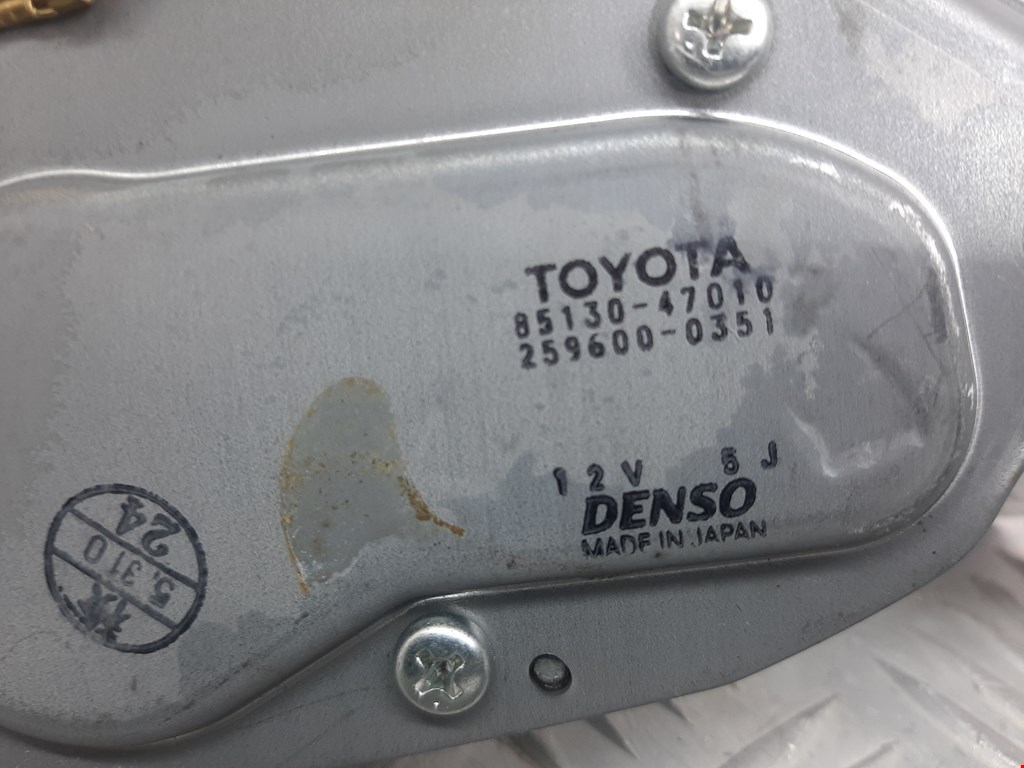 TOYOTA
85130-47010
259600-0351
12V 5J
DENSO
MADE IN JAPAN
24
5.310